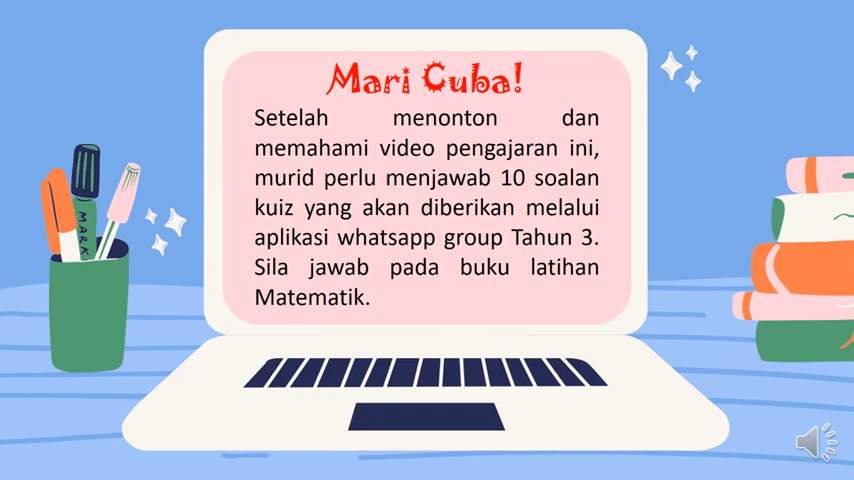 Mari Cuba!
Setelah menonton dan
memahami video pengajaran ini,
murid perlu menjawab 10 soalan
kuiz yang akan diberikan melalui
aplikasi whatsapp group Tahun 3.
Sila jawab pada buku latihan
Matematik.
MARK